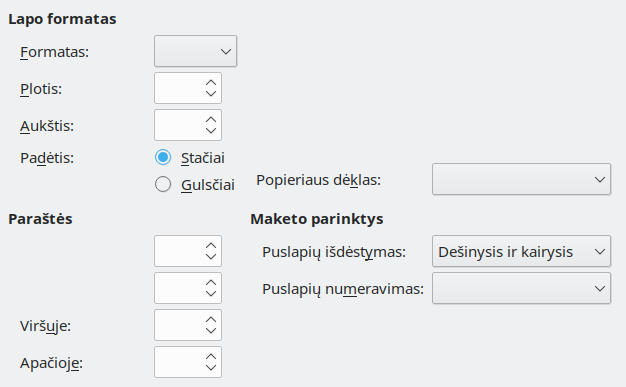 Lapo formatas
Formatas:
Plotis:
Aukštis:
Padėtis:
Stačiai
Gulsčiai
Popieriaus dėklas:
Paraštės
Maketo parinktys
Puslapių išdėstymas:
Dešinysis ir kairysis
Puslapių numeravimas:
Viršuje:
Apačioje: